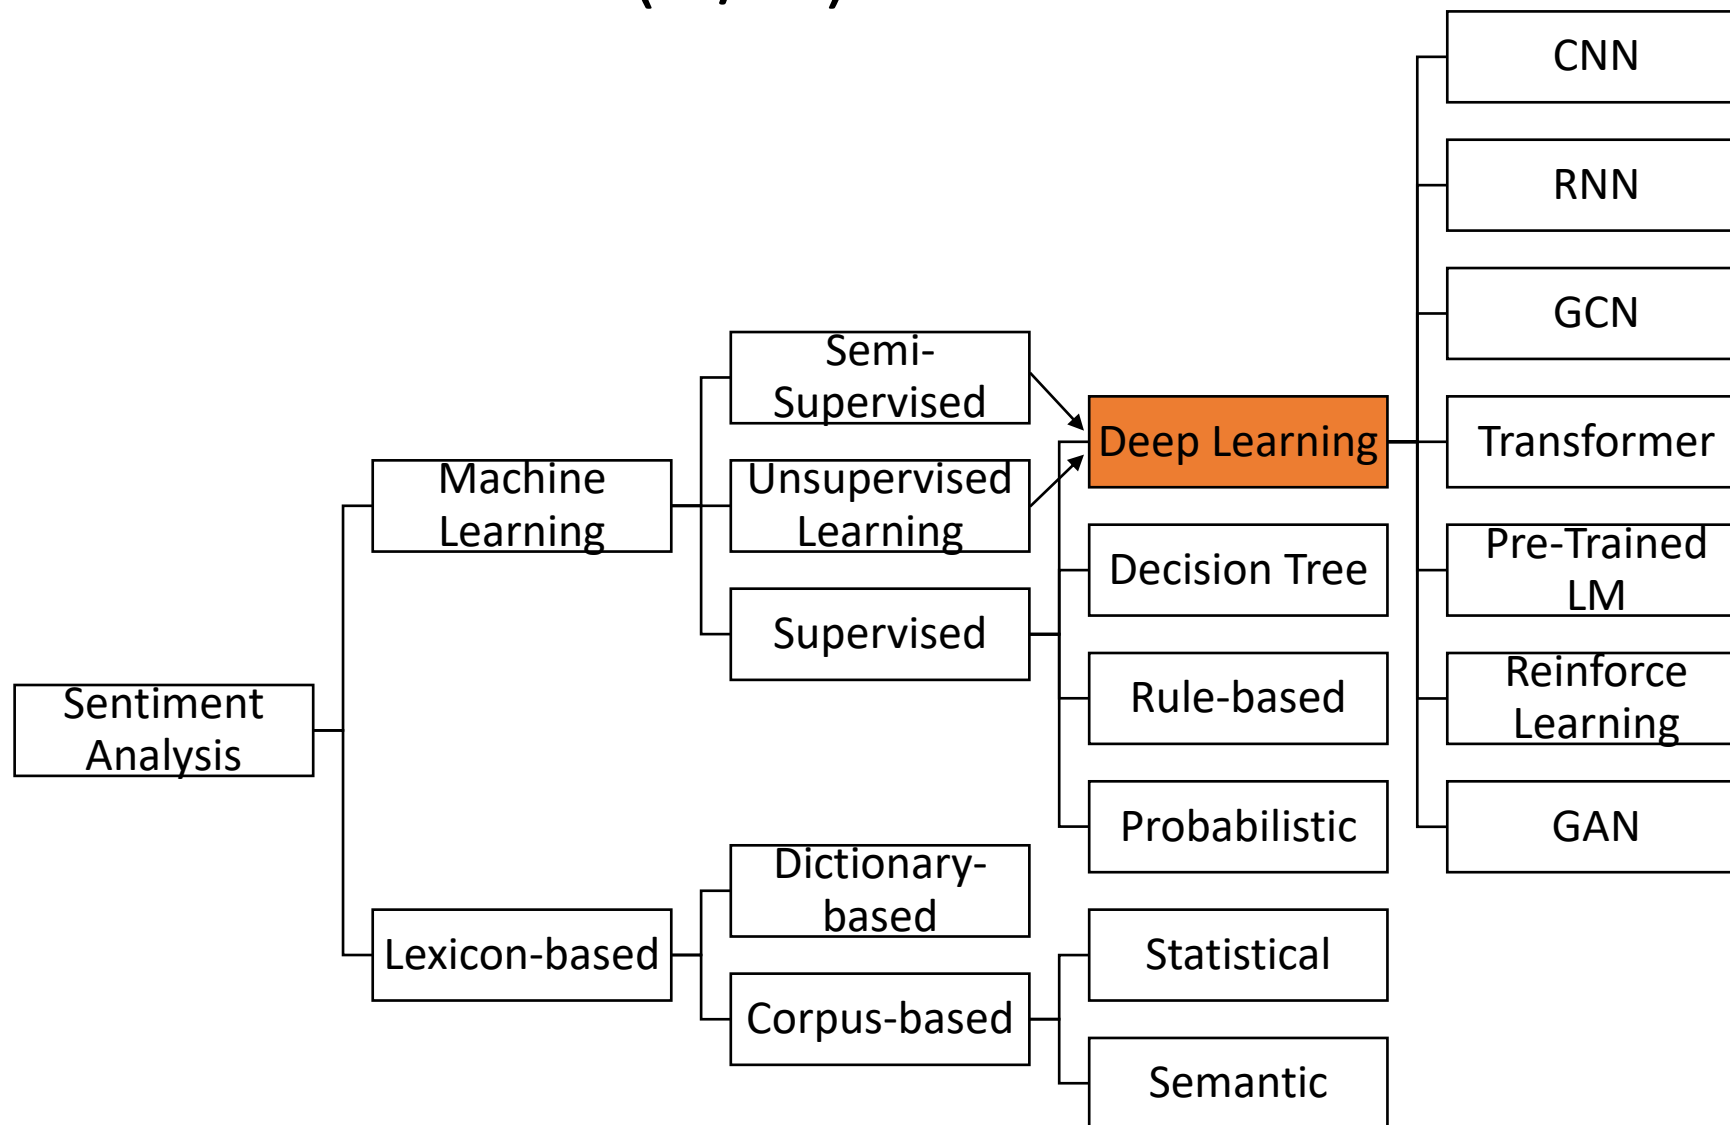 CNN
RNN
GCN
Semi-
Supervised
Deep Learning
Transformer
Machine
Learning
Unsupervised
Learning
Decision Tree
Pre-Trained
LM
Supervised
Rule-based
Reinforce
Learning
Sentiment
Analysis
Probabilistic
GAN
Dictionary-
based
Lexicon-based
Statistical
Corpus-based
Semantic